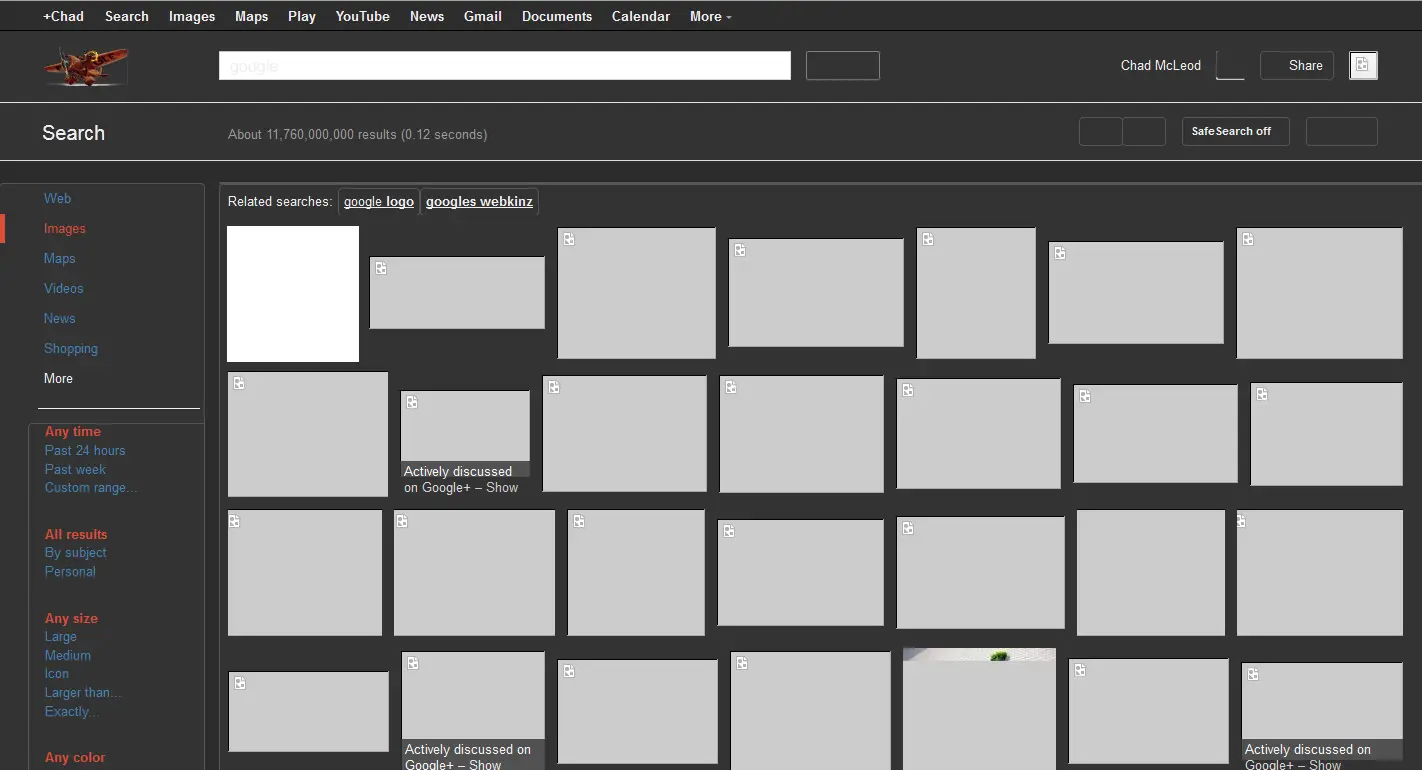 +Chad Search Images Maps Play YouTube News Gmail Documents Calendar More
google
Chad McLeod
Share
Search
About 11,760,000,000 results (0.12 seconds)
SafeSearch off
Web
Images
Maps
Videos
News
Shopping
More
Any time
Past 24 hours
Past week
Custom range...
All results
By subject
Personal
Any size
Large
Medium
Icon
Larger than...
Exactly...
Any color
Related searches: google logo googles webkinz
Actively discussed
on Google+ – Show
Actively discussed on
Google+ – Show
Actively discussed on
Google+ – Show